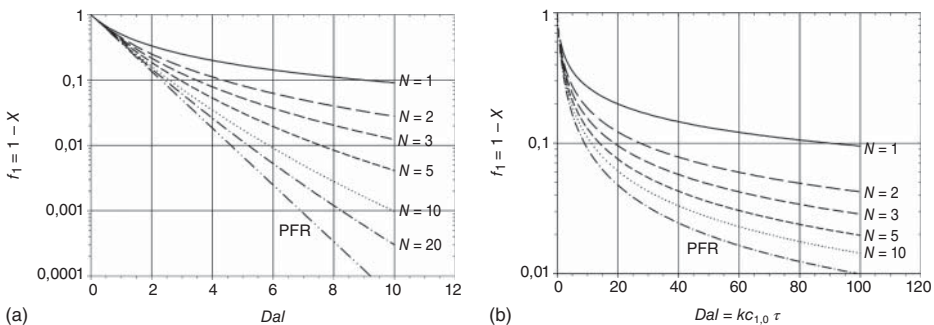 1
0,1
0,01
0,001
0,0001
f1 = 1 – X
N = 1
N = 2
N = 3
N = 5
N = 10
N = 20
PFR
0 2 4 6 8 10 12
(a)
Dal
1
0.1
0,01
f1 = 1 – X
N = 1
N = 2
N = 3
N = 5
N = 10
PFR
0 20 40 60 80 100 120
(b)
Dal = kc1,0 τ